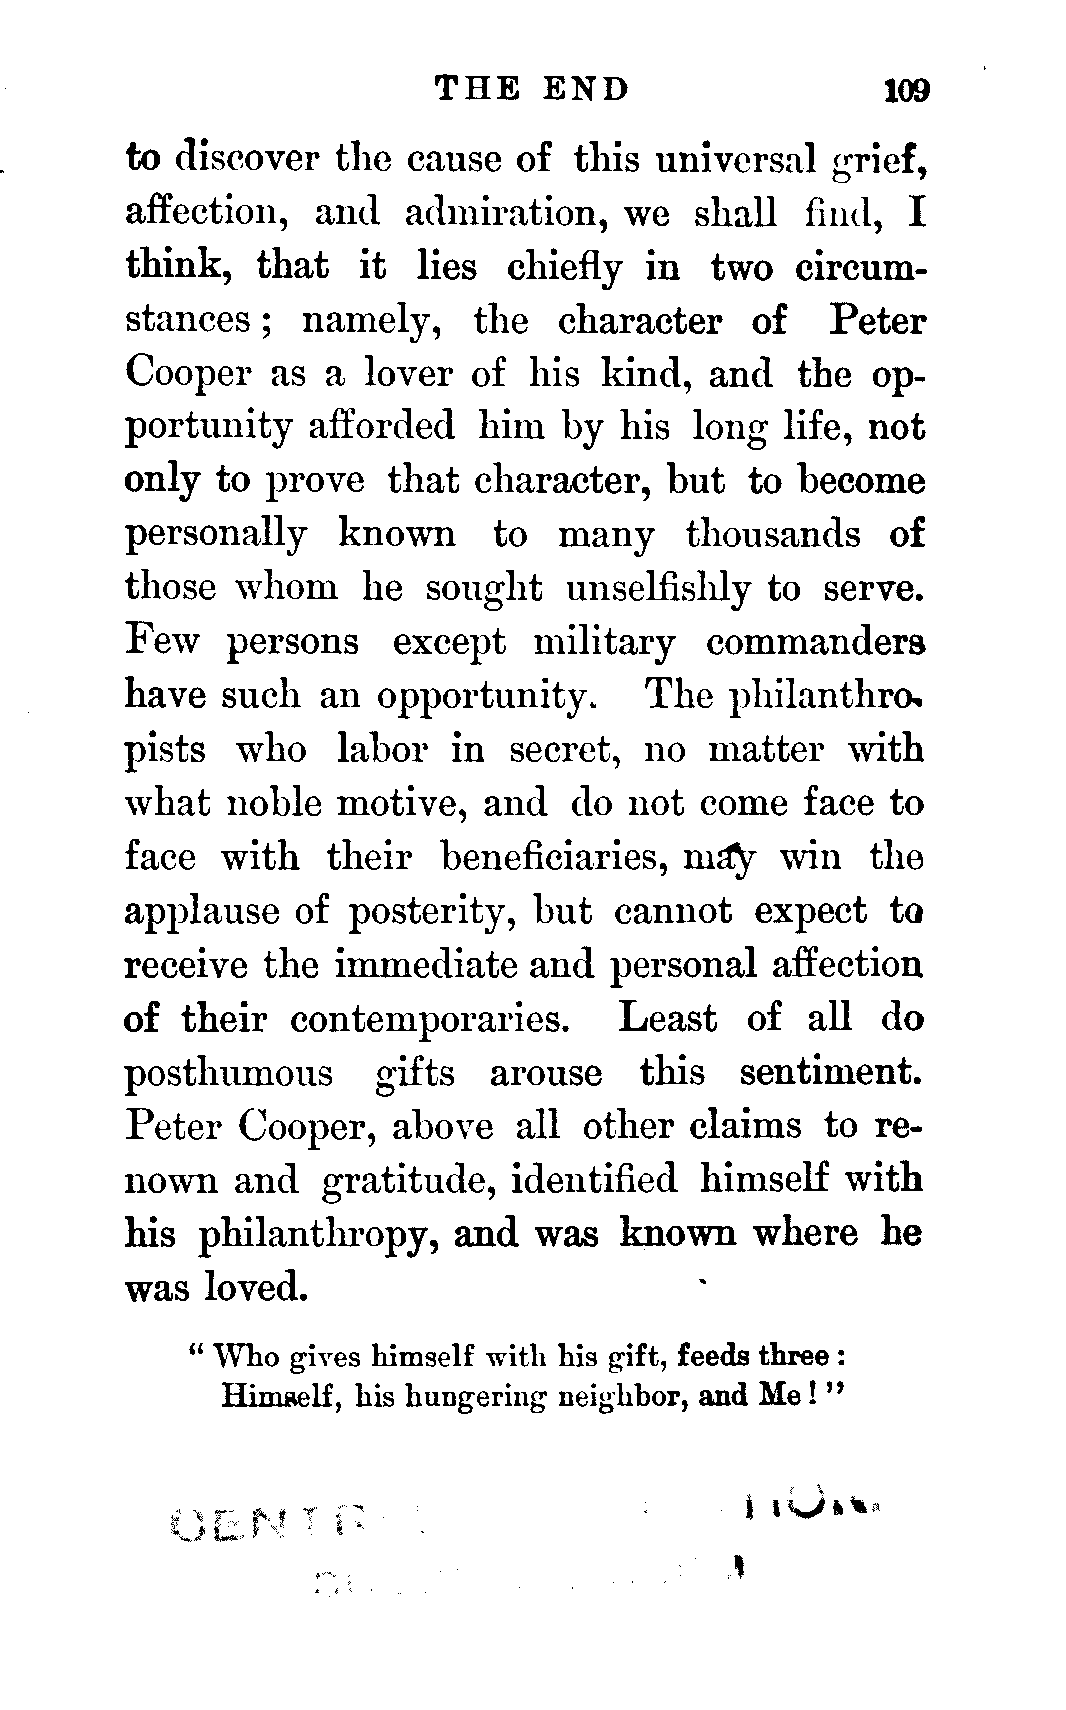 THE END 109
to discover the cause of this universal grief,
affection, and admiration, we shall find, I
think, that it lies chiefly in two circum-
stances; namely, the character of Peter
Cooper as a lover of his kind, and the op-
portunity afforded him by his long life, not
only to prove that character, but to become
personally known to many thousands of
those whom he sought unselfishly to serve.
Few persons except military commanders
have such an opportunity. The philanthro-
pists who labor in secret, no matter with
what noble motive, and do not come face to
face with their beneficiaries, may win the
applause of posterity, but cannot expect to
receive the immediate and personal affection
of their contemporaries. Least of all do
posthumous gifts arouse this sentiment.
Peter Cooper, above all other claims to re-
nown and gratitude, identified himself with
his philanthropy, and was known where he
was loved.
“Who gives himself with his gift, feeds three:
Himself, his hungering neighbor, and Me!”